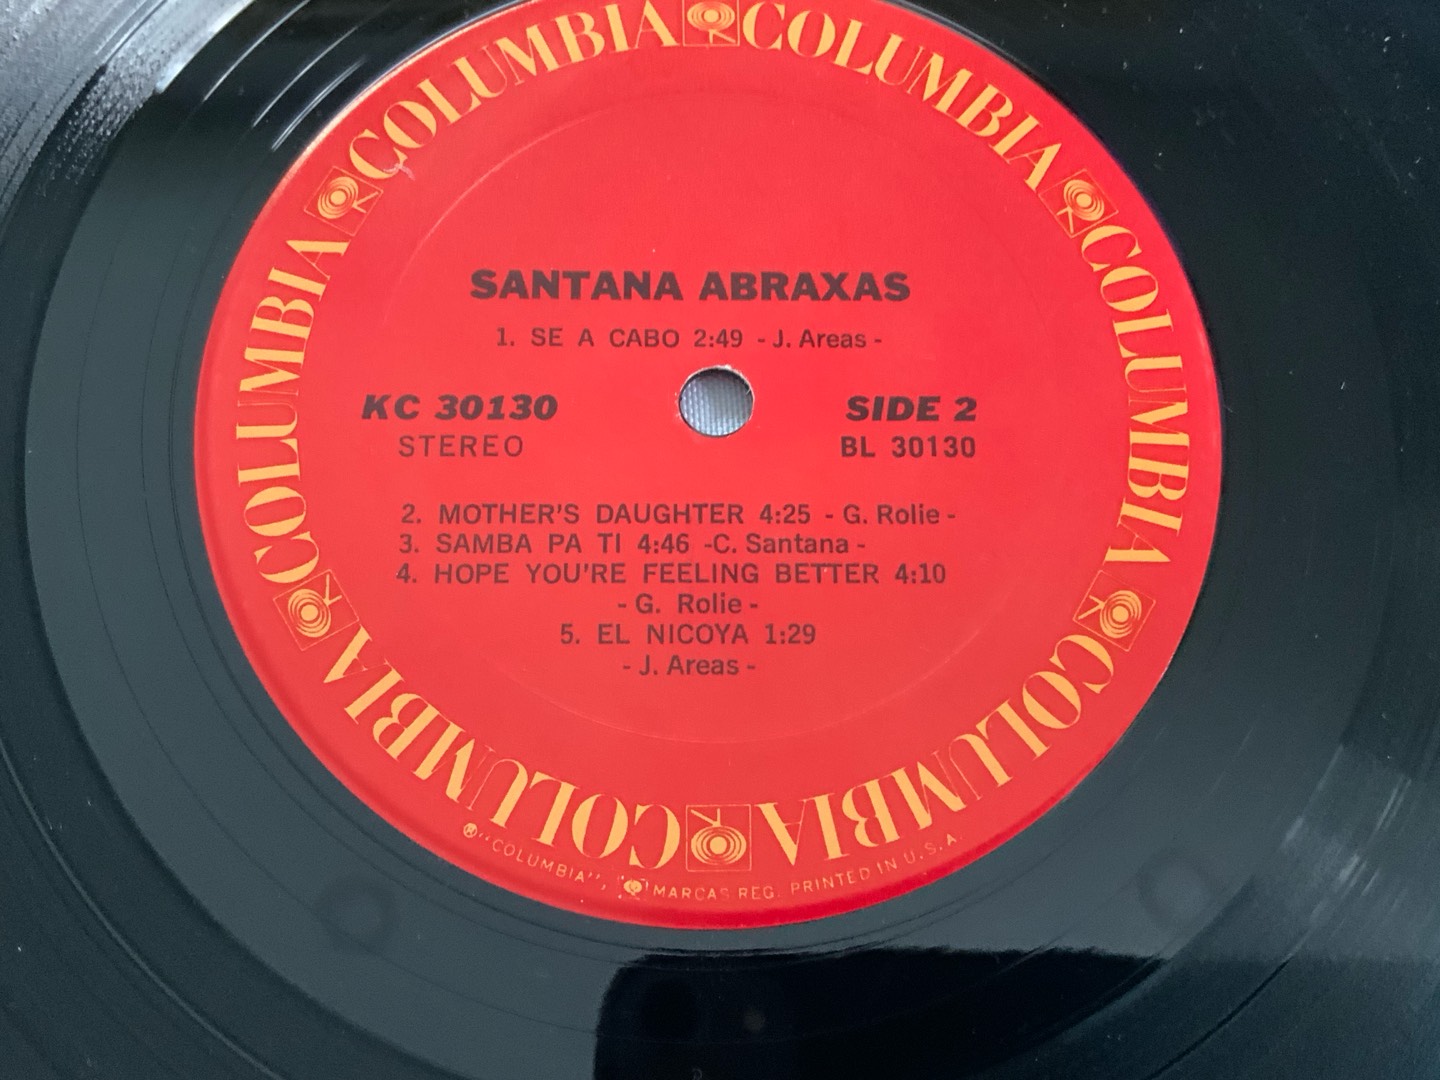 COLUMBIA COLUMBIA COLUMBIA COLUMBIA COLUMBIA COLUMBIA
SANTANA ABRAXAS
1. SE A CABO 2:49 - J. Areas -
KC 30130
STEREO
SIDE 2
BL 30130
2. MOTHER'S DAUGHTER 4:25 - G. Rolie -
3. SAMBA PA TI 4:46 -C. Santana -
4. HOPE YOU'RE FEELING BETTER 4:10
- G. Rolie -
5. EL NICOYA 1:29
- J. Areas -
® "COLUMBIA", MARCAS REG. PRINTED IN U.S.A.